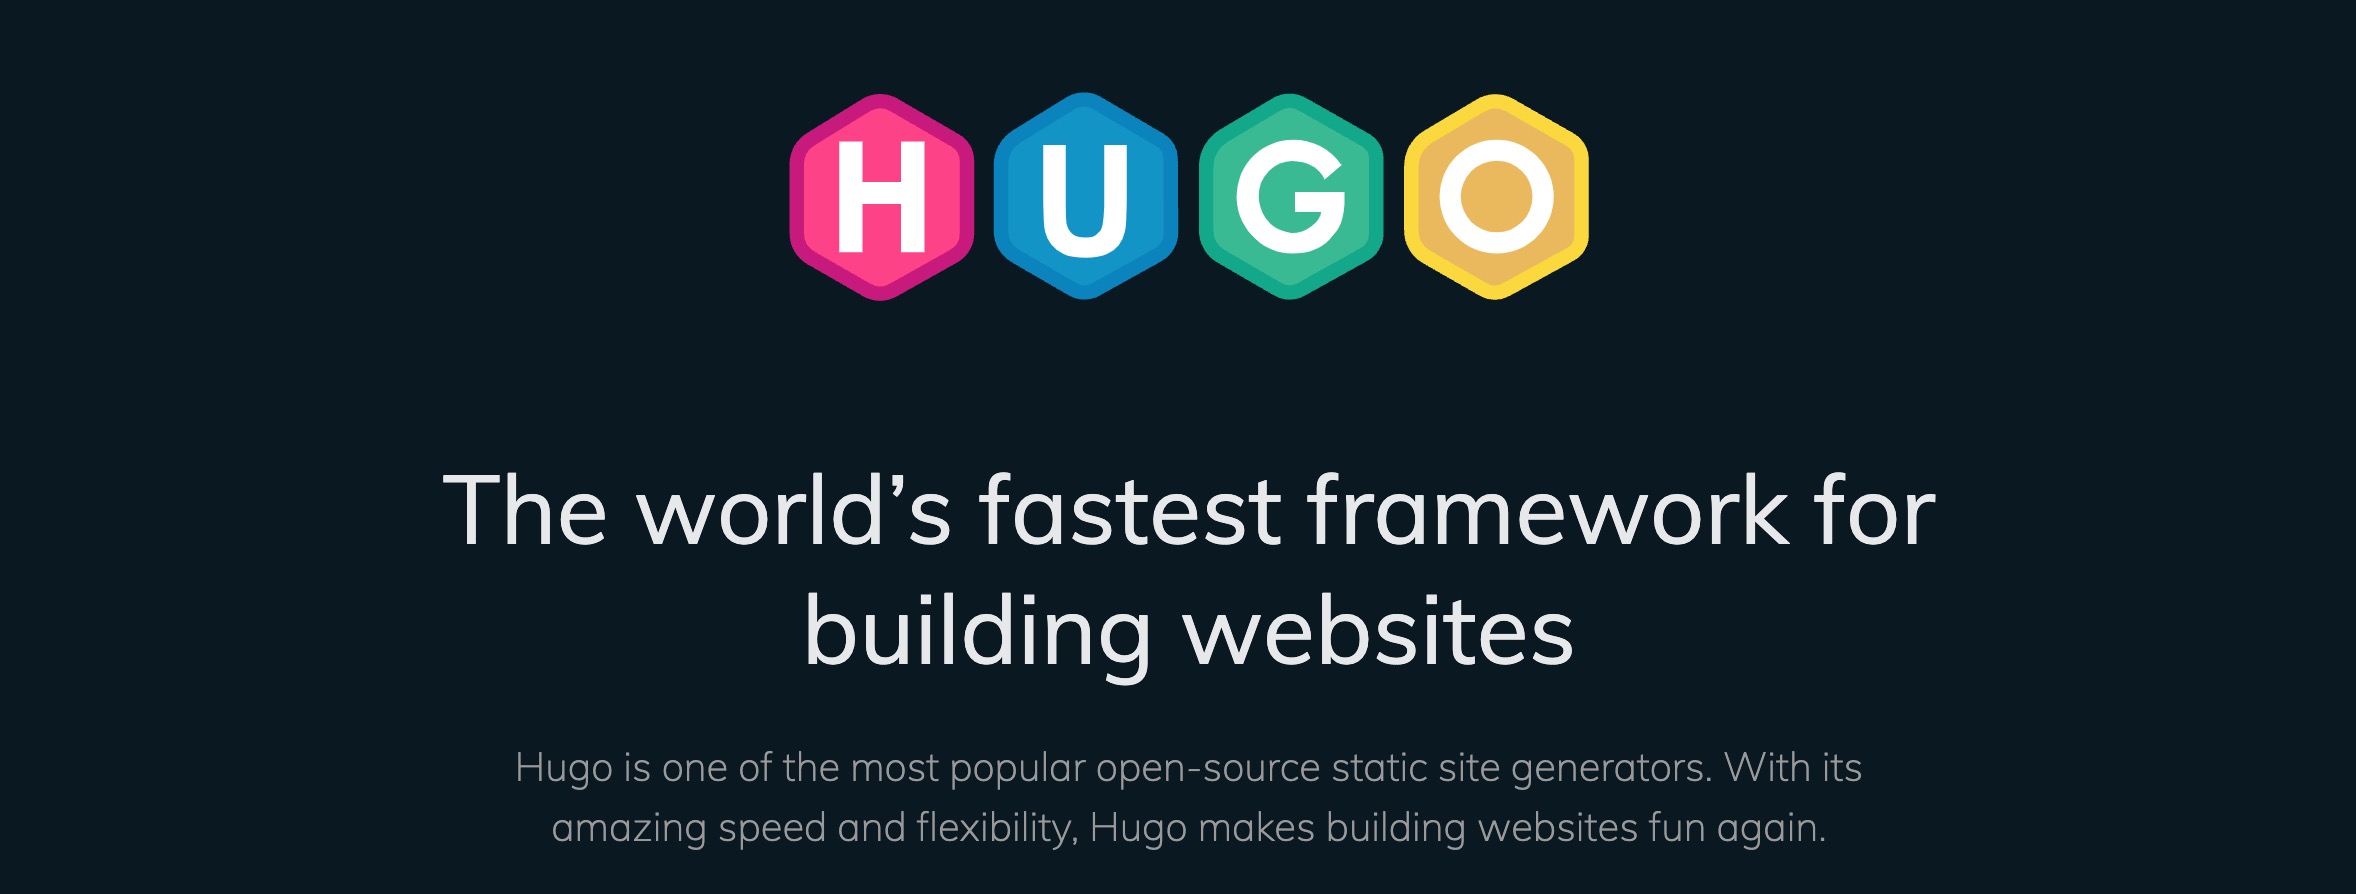 HUGO
The world’s fastest framework for
building websites
Hugo is one of the most popular open-source static site generators. With its
amazing speed and flexibility, Hugo makes building websites fun again.